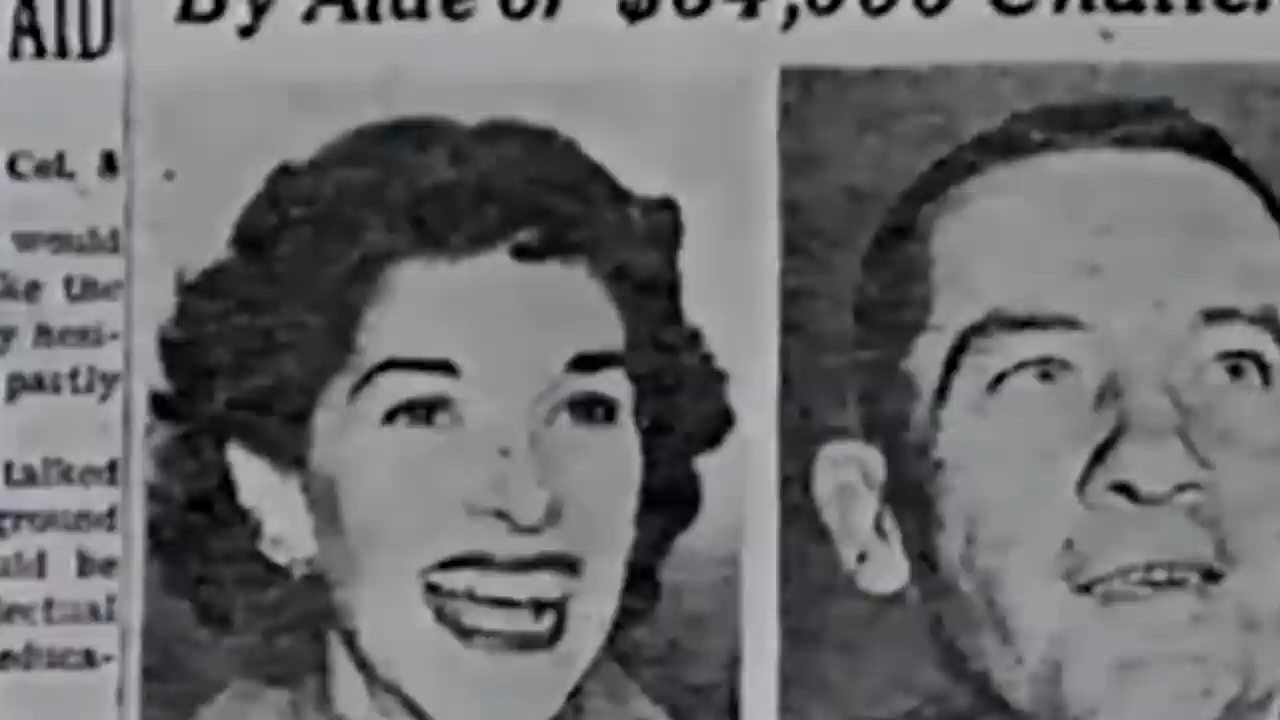 AID
By Aide of $64,000 Challen
Col. 8
would
ke the
y hesi-
partly
talked
ground
uld be
lectual
educa-